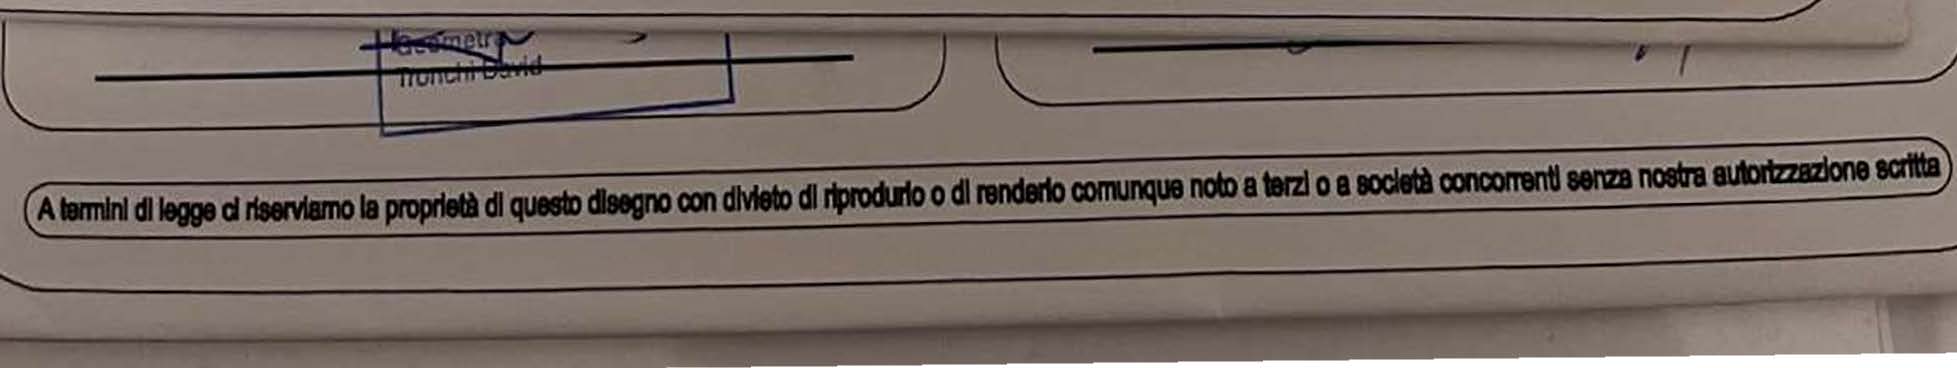 Geometra
Tronchi David
A termini di legge ci riserviamo la proprietà di questo disegno con divieto di riprodurlo o di renderlo comunque noto a terzi o a società concorrenti senza nostra autorizzazione scritta